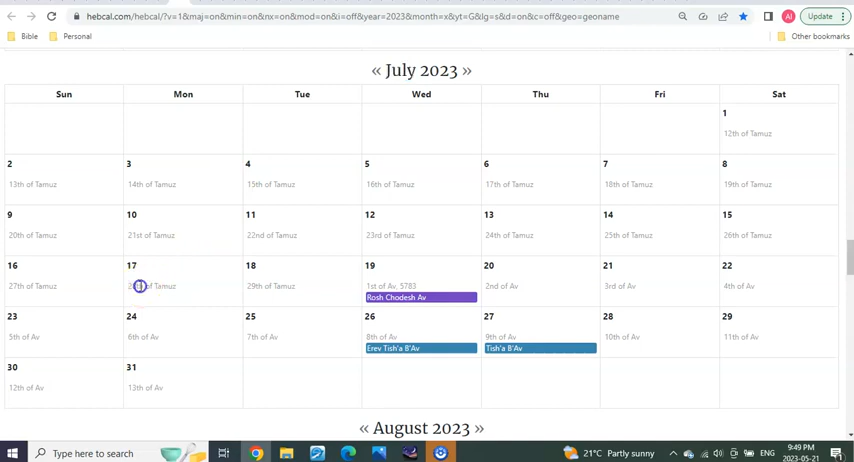 hebcal.com/hebcal/?v=1&maj=on&min=on&nx=on&mod=on&i=off&year=2023&month=x&yt=G&lg=s&d=on&c=off&geo=geoname
AI
Update
Bible
Personal
Other bookmarks
« July 2023 »
Sun Mon Tue Wed Thu Fri Sat
1
12th of Tamuz
2 3 4 5 6 7 8
13th of Tamuz 14th of Tamuz 15th of Tamuz 16th of Tamuz 17th of Tamuz 18th of Tamuz 19th of Tamuz
9 10 11 12 13 14 15
20th of Tamuz 21st of Tamuz 22nd of Tamuz 23rd of Tamuz 24th of Tamuz 25th of Tamuz 26th of Tamuz
16 17 18 19 20 21 22
27th of Tamuz of Tamuz 29th of Tamuz 1st of Av, 5783 2nd of Av 3rd of Av 4th of Av
Rosh Chodesh Av
23 24 25 26 27 28 29
5th of Av 6th of Av 7th of Av 8th of Av 9th of Av 10th of Av 11th of Av
Erev Tish'a B'Av Tish'a B'Av
30 31
12th of Av 13th of Av
« August 2023 »
Type here to search
21°C Partly sunny
ENG
9:49 PM
2023-05-21